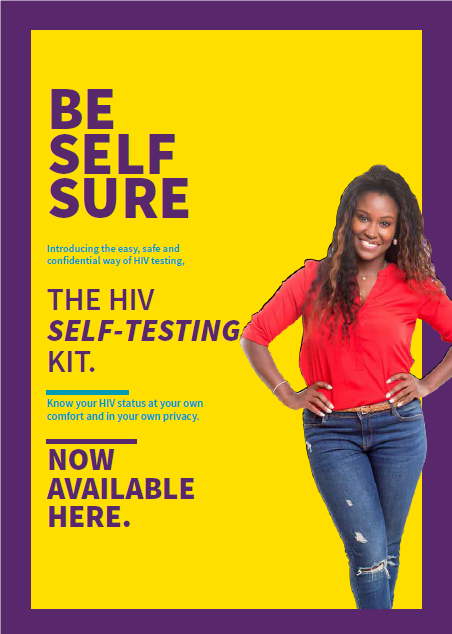 BE
SELF
SURE
Introducing the easy, safe and
confidential way of HIV testing,
THE HIV
SELF-TESTING
KIT.
Know your HIV status at your own
comfort and in your own privacy.
NOW
AVAILABLE
HERE.